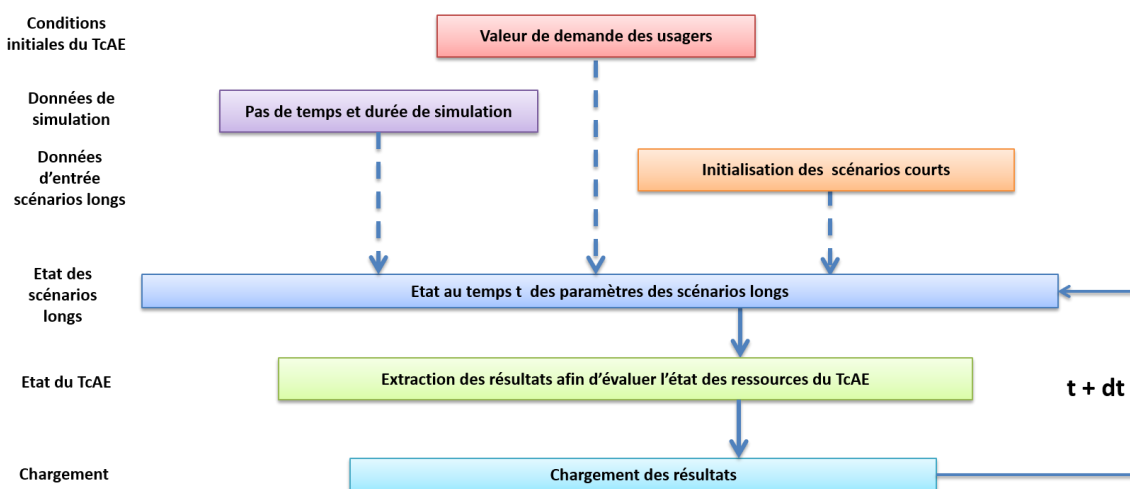 Conditions
initiales du TcAE
Valeur de demande des usagers
Données de
simulation
Pas de temps et durée de simulation
Données
d’entrée
scénarios longs
Initialisation des scénarios courts
Etat des
scénarios
longs
Etat au temps t des paramètres des scénarios longs
Etat du TcAE
Extraction des résultats afin d’évaluer l’état des ressources du TcAE
t + dt
Chargement
Chargement des résultats